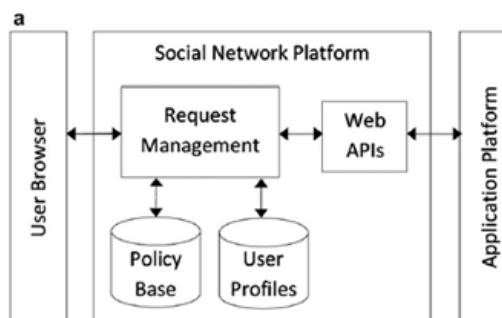 a
Social Network Platform
User Browser
Request
Management
Web
APIs
Application Platform
Policy
Base
User
Profiles